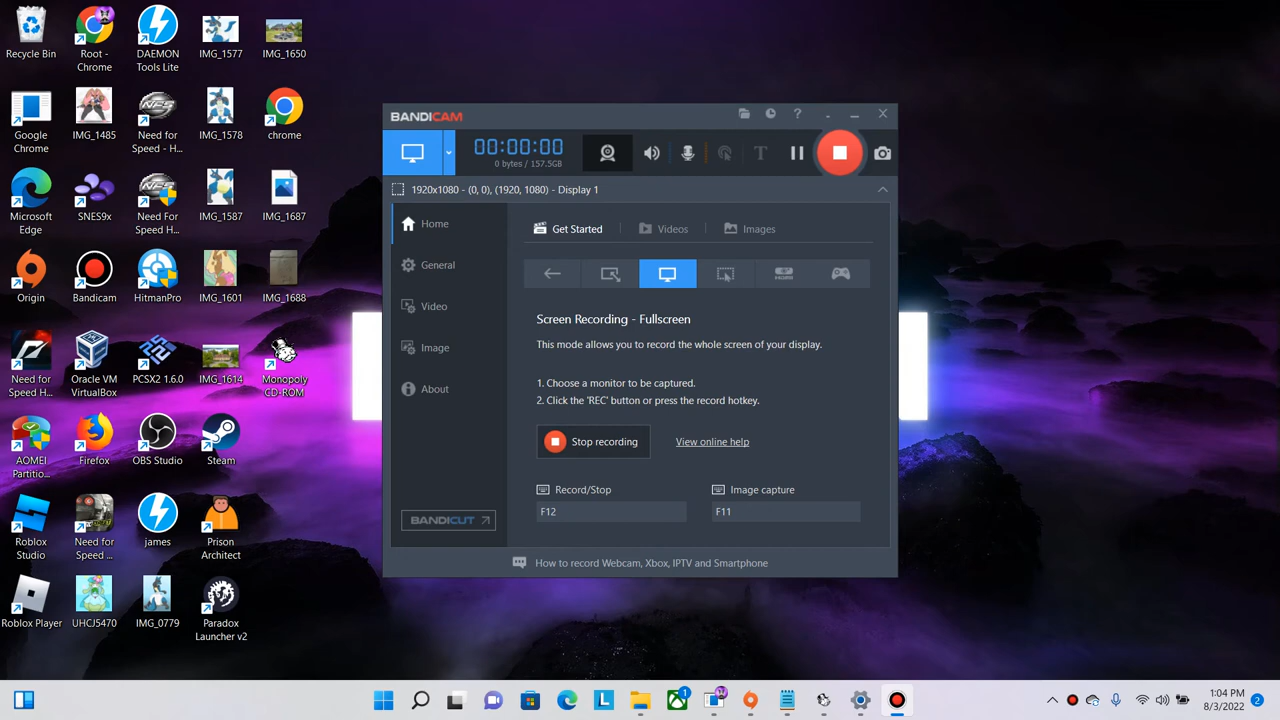 Recycle Bin
Root -
Chrome
DAEMON
Tools Lite
IMG_1577
IMG_1650
Google
Chrome
IMG_1485
Need for
Speed - H...
IMG_1578
chrome
Microsoft
Edge
SNES9x
Need For
Speed H...
IMG_1587
IMG_1687
Origin
Bandicam
HitmanPro
IMG_1601
IMG_1688
Need for
Speed H...
Oracle VM
VirtualBox
PCSX2 1.6.0
IMG_1614
Monopoly
CD-ROM
AOMEI
Partitio...
Firefox
OBS Studio
Steam
Roblox
Studio
Need for
Speed ...
james
Prison
Architect
Roblox Player
UHCJ5470
IMG_0779
Paradox
Launcher v2
BANDICAM
00:00:00
0 bytes / 157.5GB
1920x1080 - (0, 0), (1920, 1080) - Display 1
Home
General
Video
Image
About
BANDICUT
Get Started
Videos
Images
Screen Recording - Fullscreen
This mode allows you to record the whole screen of your display.
1. Choose a monitor to be captured.
2. Click the 'REC' button or press the record hotkey.
Stop recording
View online help
Record/Stop
F12
Image capture
F11
How to record Webcam, Xbox, IPTV and Smartphone
1:04 PM
8/3/2022